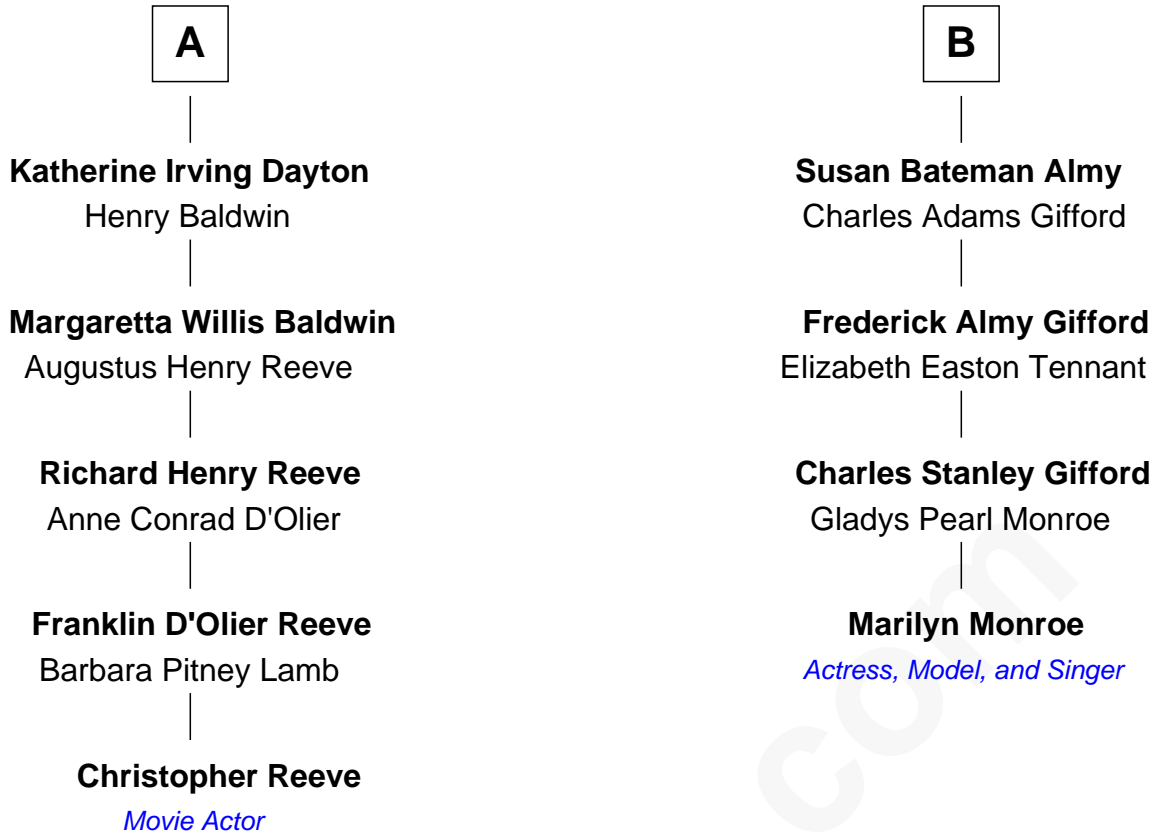 A
B
Katherine Irving Dayton
Henry Baldwin
Susan Bateman Almy
Charles Adams Gifford
Margaretta Willis Baldwin
Augustus Henry Reeve
Frederick Almy Gifford
Elizabeth Easton Tennant
Richard Henry Reeve
Anne Conrad D'Olier
Charles Stanley Gifford
Gladys Pearl Monroe
Franklin D'Olier Reeve
Barbara Pitney Lamb
Marilyn Monroe
Actress, Model, and Singer
Christopher Reeve
Movie Actor
com